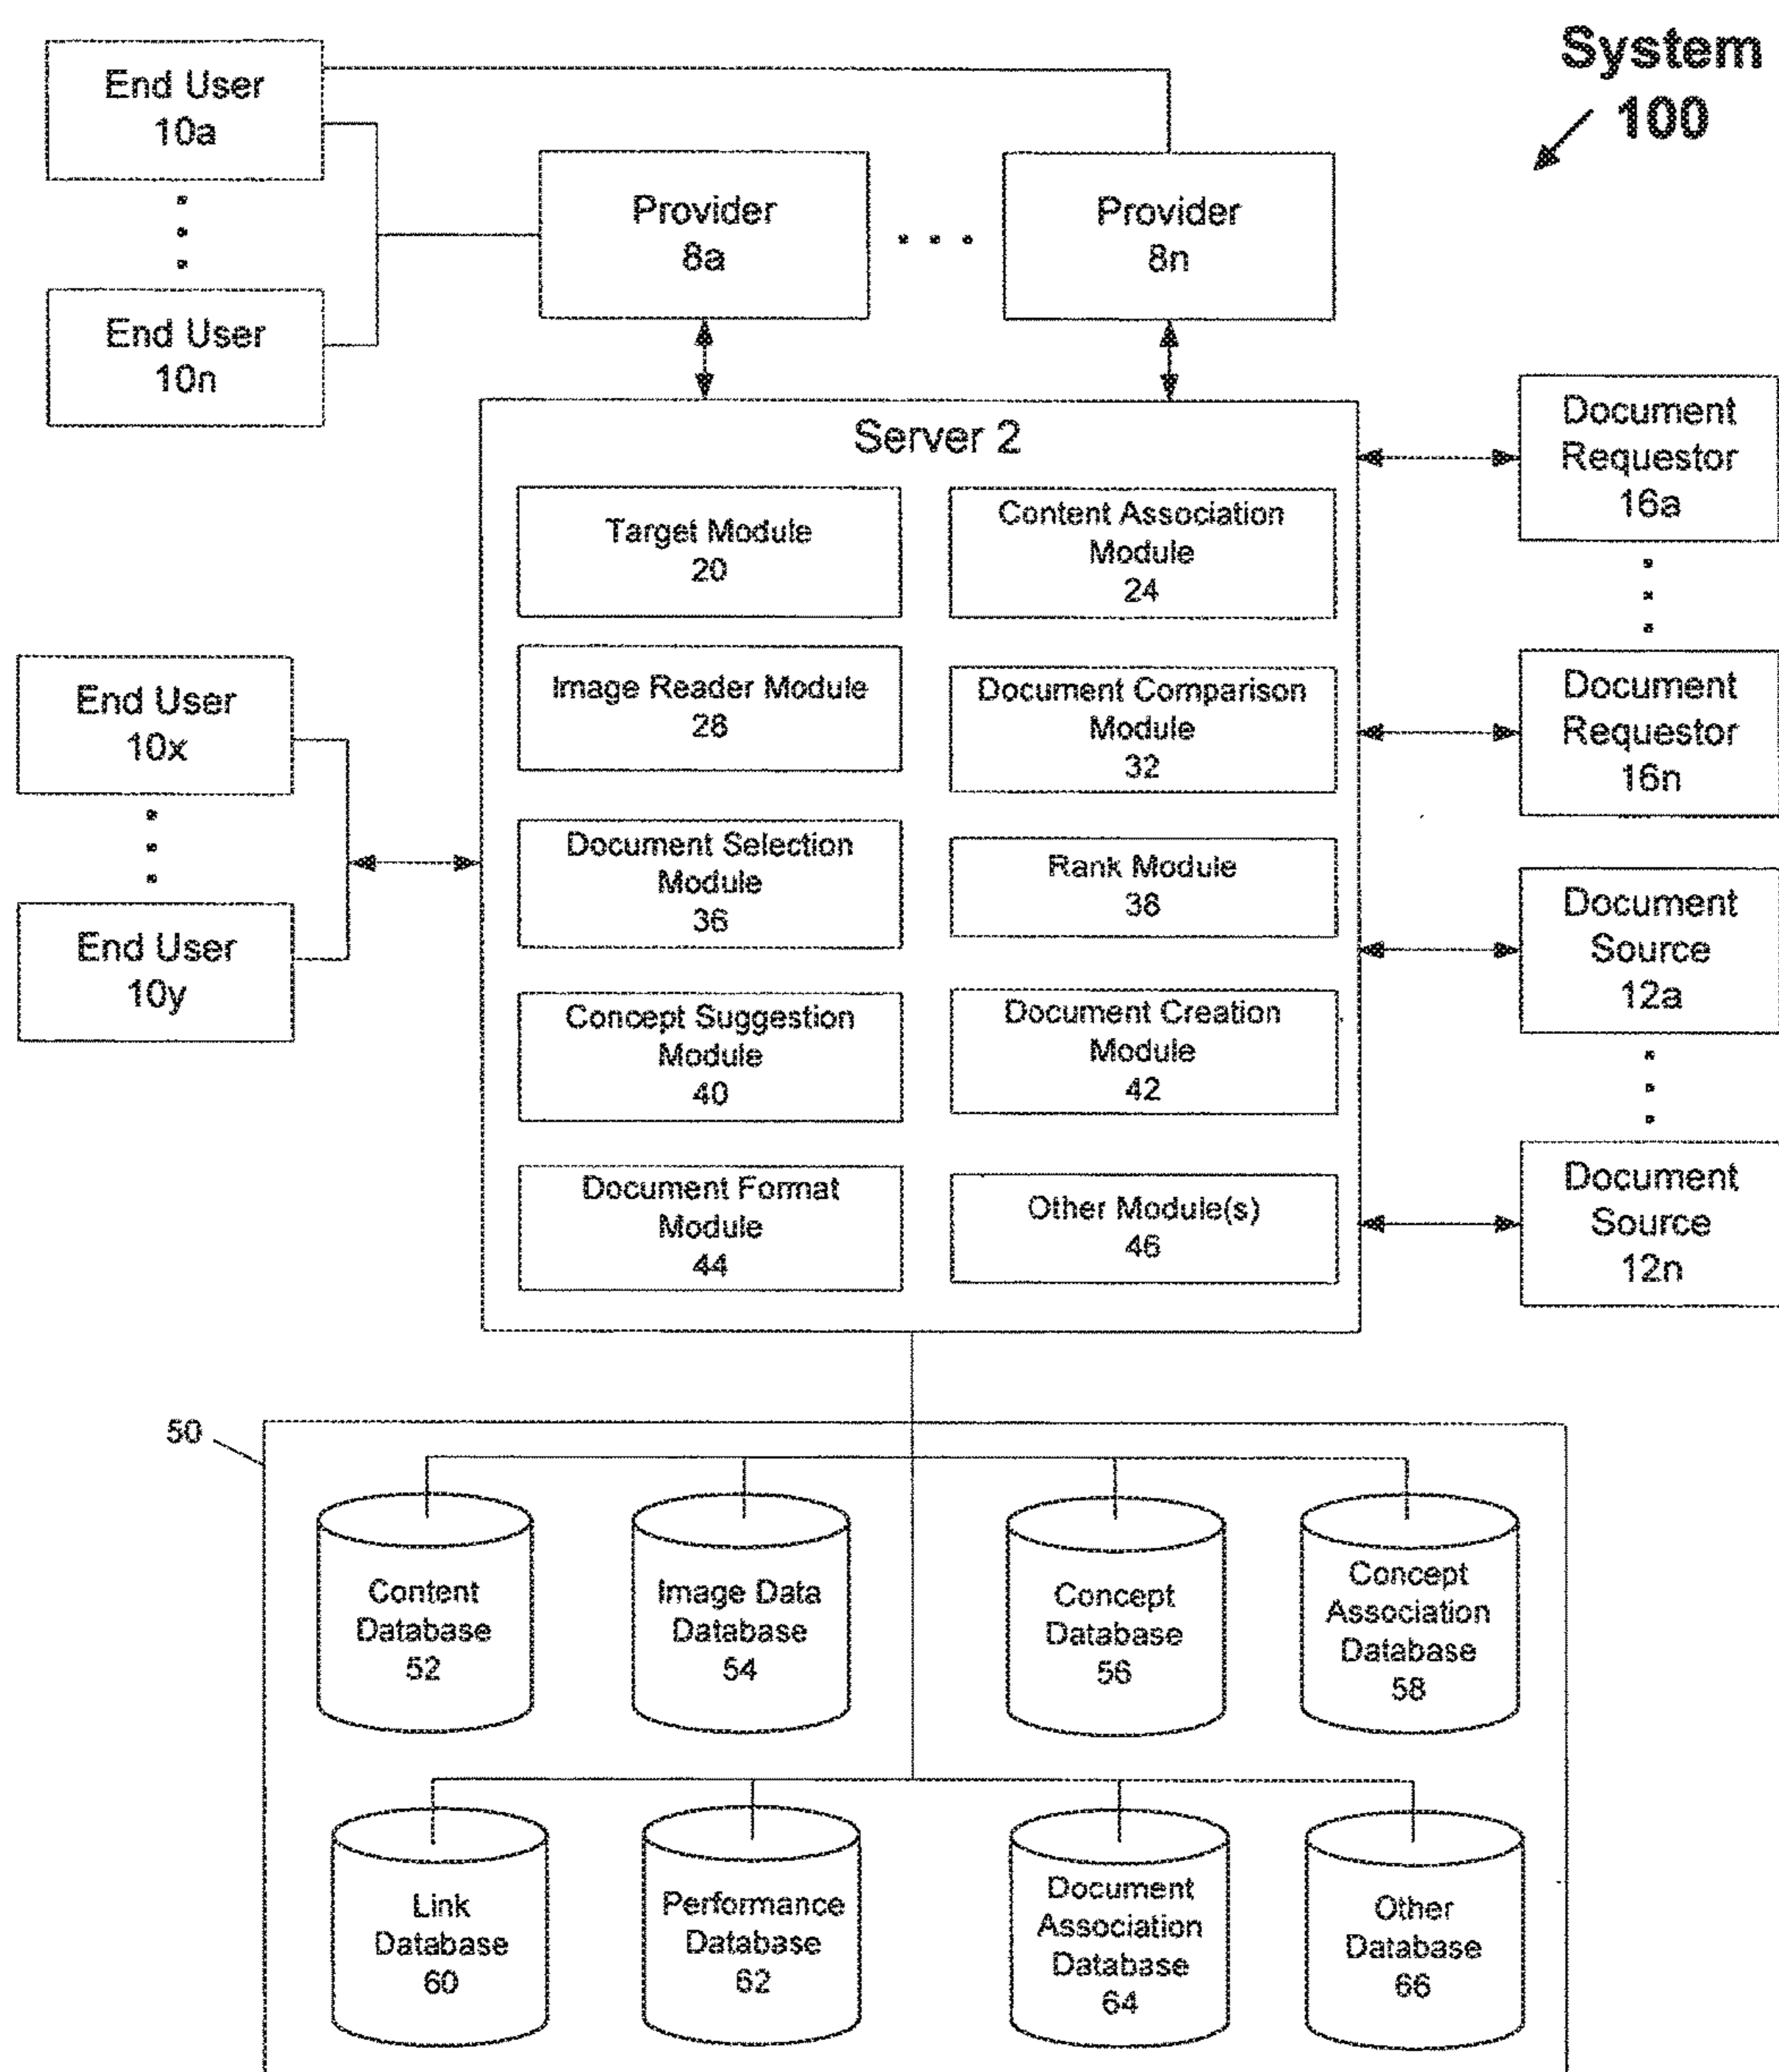 System
100
End User
10a
End User
10n
Provider
8a
Provider
8n
Server 2
Target Module
20
Content Association
Module
24
Image Reader Module
28
Document Comparison
Module
32
Document Selection
Module
36
Rank Module
38
Concept Suggestion
Module
40
Document Creation
Module
42
Document Format
Module
44
Other Module(s)
46
End User
10x
End User
10y
Document
Requestor
16a
Document
Requestor
16n
Document
Source
12a
Document
Source
12n
50
Content
Database
52
Image Data
Database
54
Concept
Database
56
Concept
Association
Database
58
Link
Database
60
Performance
Database
62
Document
Association
Database
64
Other
Database
66